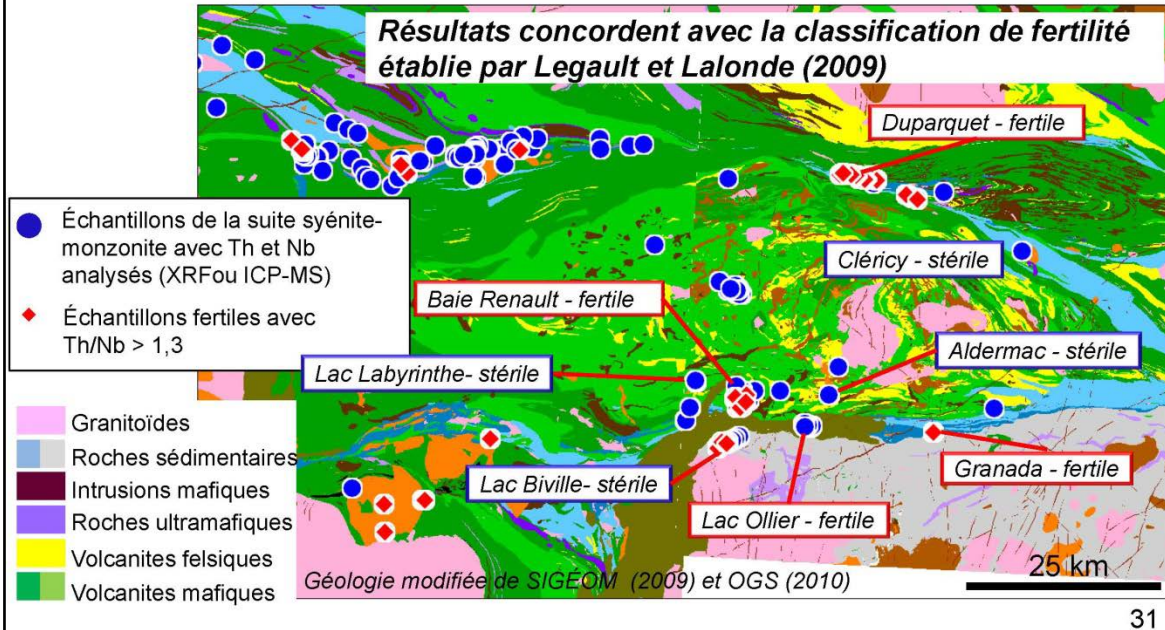 Résultats concordent avec la classification de fertilité
établie par Legault et Lalonde (2009)
Duparquet - fertile
Échantillons de la suite syénite-
monzonite avec Th et Nb
analysés (XRFou ICP-MS)
Échantillons fertiles avec
Th/Nb > 1,3
Cléricy - stérile
Baie Renault - fertile
Aldermac - stérile
Lac Labyrinthe- stérile
Granada - fertile
Lac Biville- stérile
Lac Ollier - fertile
Granitoïdes
Roches sédimentaires
Intrusions mafiques
Roches ultramafiques
Volcanites felsiques
Volcanites mafiques
Géologie modifiée de SIGÉOM (2009) et OGS (2010)
25 km
31